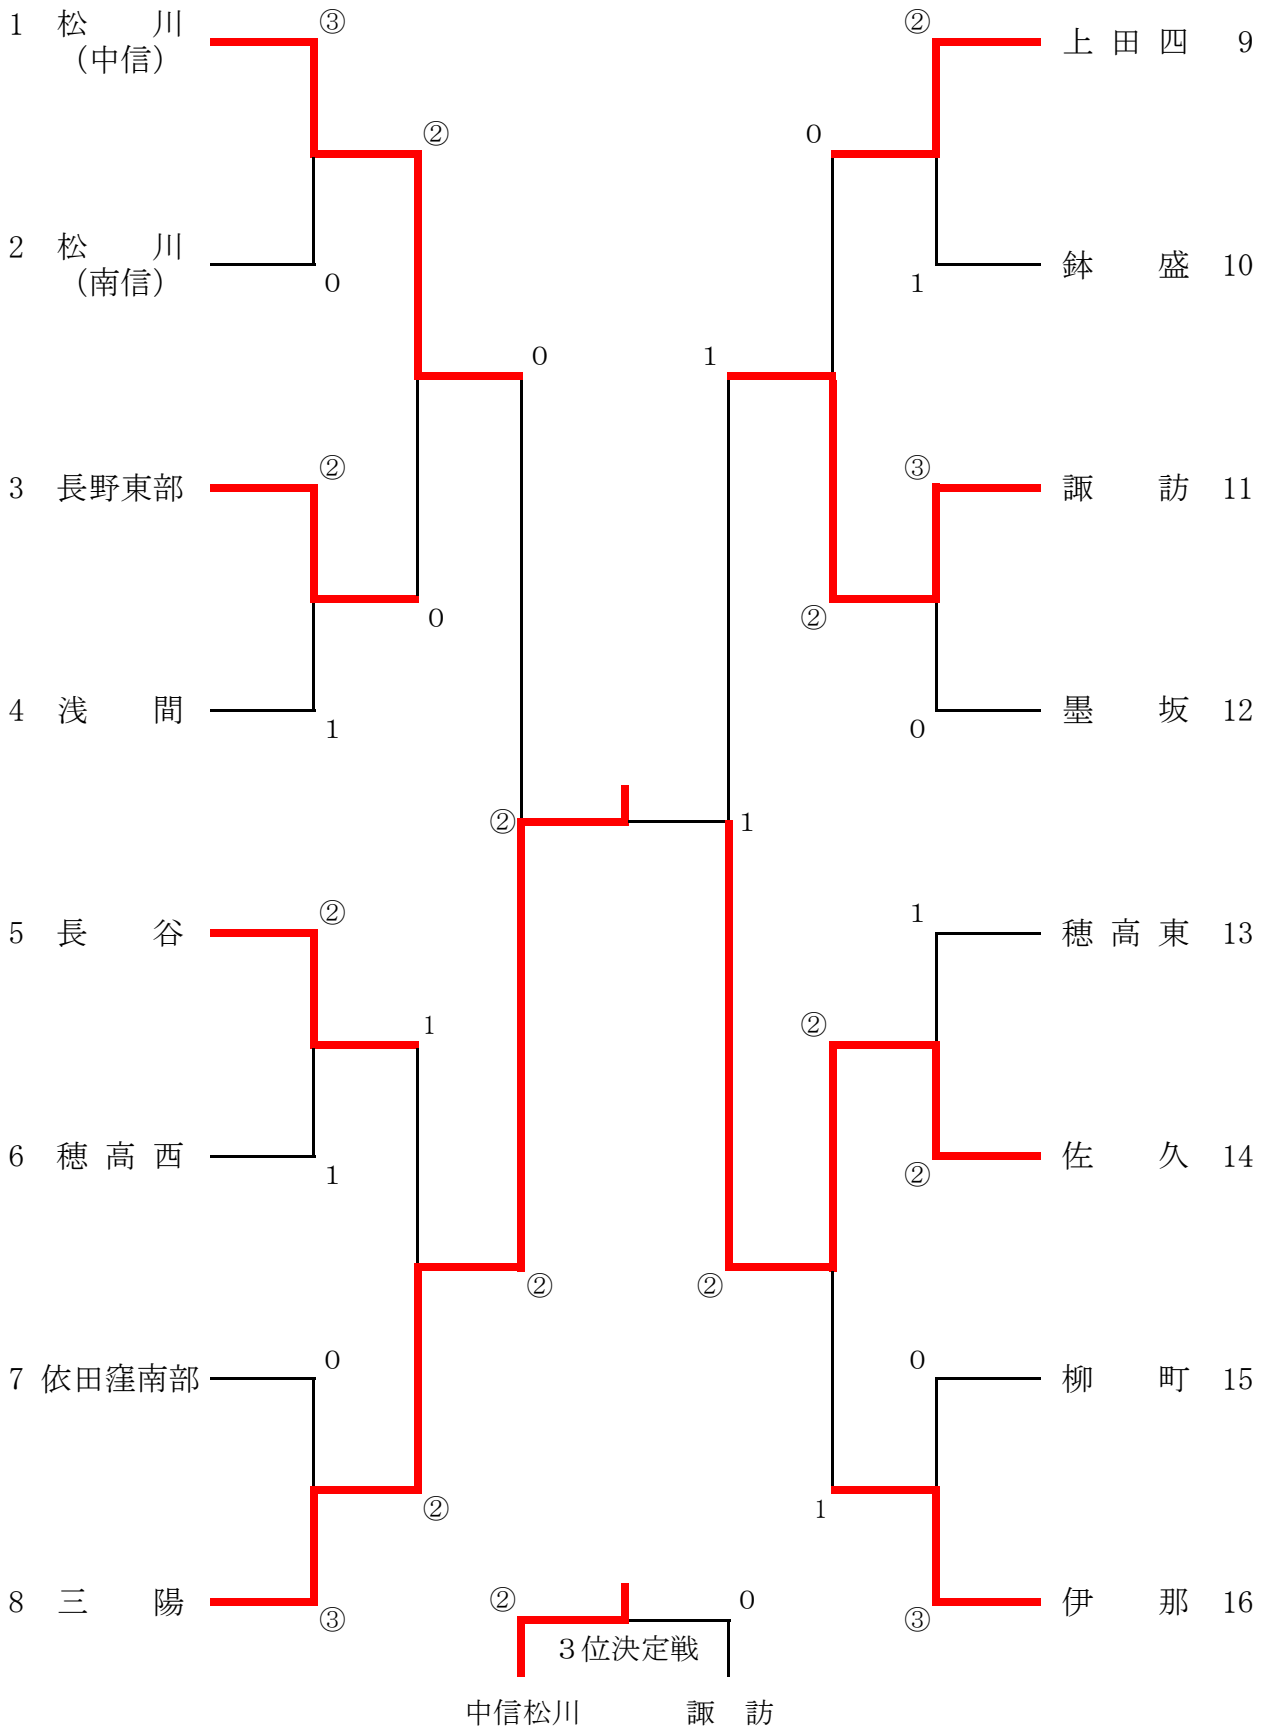 1 松川 ③
(中信)
②
2 松川
(南信) 0
0
3 長野東部 ②
0
4 浅間 1
②
5 長谷 ②
1
6 穂高西 1
②
7 依田窪南部 0
②
8 三陽 ③
② 上田四 9
0
1 鉢盛 10
1
③ 諏訪 11
②
0 墨坂 12
1
1 穂高東 13
②
② 佐久 14
②
0 柳町 15
1
③ 伊那 16
② 0
3位決定戦
中信松川 諏訪